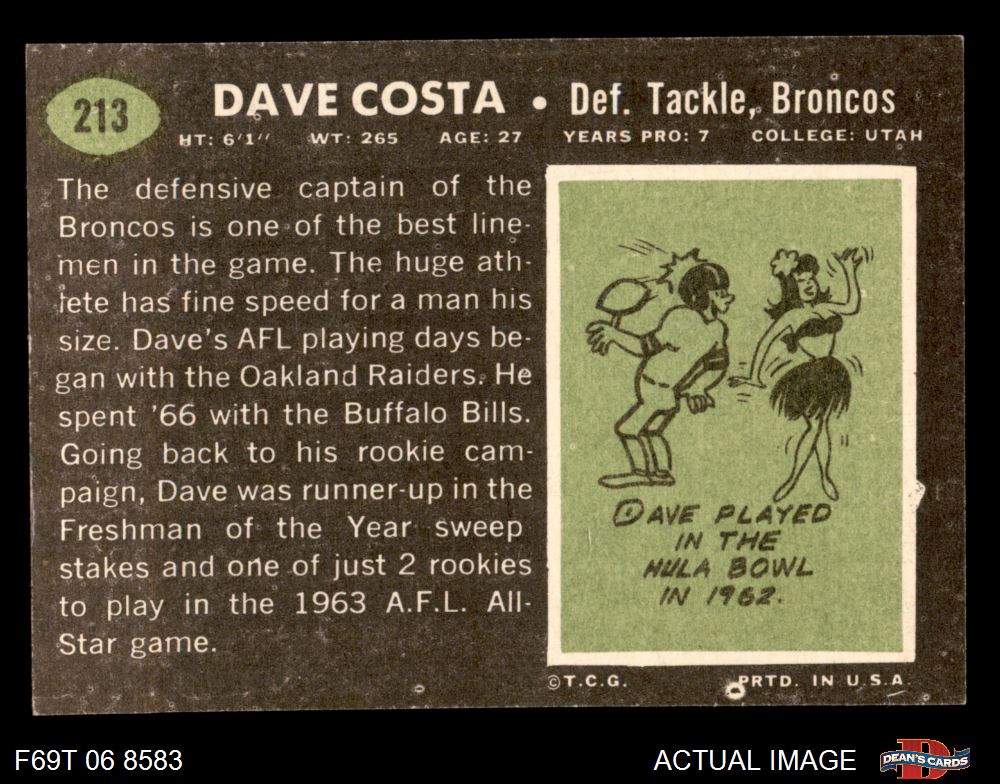 213
DAVE COSTA • Def. Tackle, Broncos
HT: 6'1" WT: 265 AGE: 27 YEARS PRO: 7 COLLEGE: UTAH
The defensive captain of the
Broncos is one of the best line-
men in the game. The huge ath-
lete has fine speed for a man his
size. Dave's AFL playing days be-
gan with the Oakland Raiders. He
spent '66 with the Buffalo Bills.
Going back to his rookie cam-
paign, Dave was runner-up in the
Freshman of the Year sweep
stakes and one of just 2 rookies
to play in the 1963 A.F.L. All-
Star game.
DAVE PLAYED
IN THE
HULA BOWL
IN 1962.
©T.C.G. PRTD. IN U.S.A.
F69T 06 8583
ACTUAL IMAGE
DEAN'S CARDS